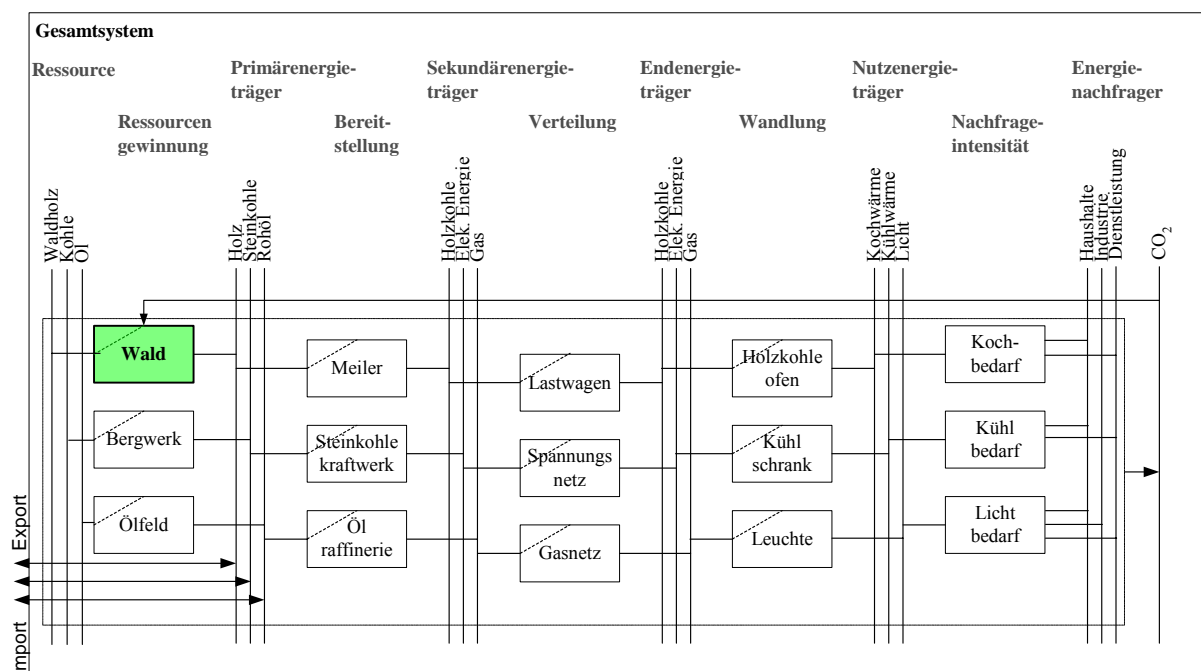 Gesamtsystem
Ressource
Primärenergie-
träger
Sekundärenergie-
träger
Endenergie-
träger
Nutzenergie-
träger
Energie-
nachfrager
Ressourcen
gewinnung
Bereit-
stellung
Verteilung
Wandlung
Nachfrage-
intensität
Waldholz
Kohle
Öl
Holz
Steinkohle
Rohöl
Holzkohle
Elek. Energie
Gas
Holzkohle
Elek. Energie
Gas
Kochwärme
Kühlwärme
Licht
Haushalte
Industrie
Dienstleistung
CO2
Wald
Meiler
Lastwagen
Holzkohle
ofen
Koch-
bedarf
Bergwerk
Steinkohle
kraftwerk
Spannungs
netz
Kühl
schrank
Kühl
bedarf
Ölfeld
Öl
raffinerie
Gasnetz
Leuchte
Licht
bedarf
Export
mport